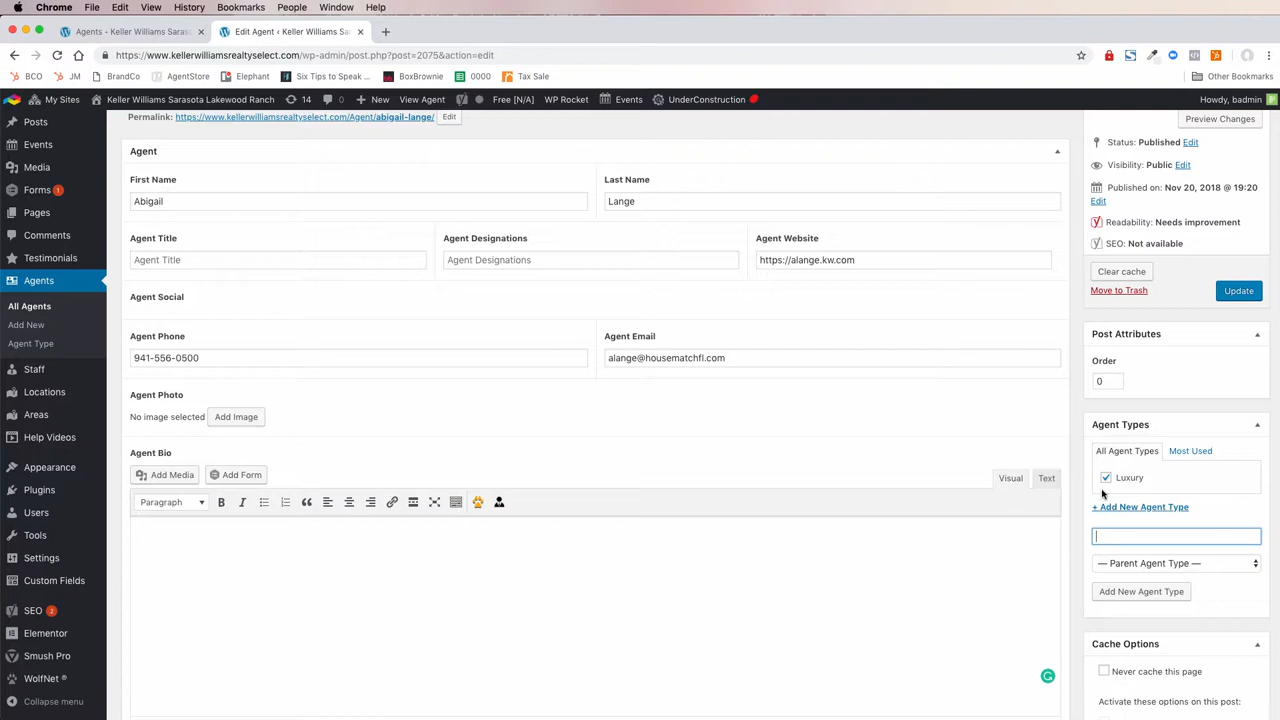 Chrome File Edit View History Bookmarks People Window Help
Agents ‹ Keller Williams Saraso × Edit Agent ‹ Keller Williams Sar × +
https://www.kellerwilliamsrealtyselect.com/wp-admin/post.php?post=2075&action=edit
BCO JM BrandCo AgentStore Elephant Six Tips to Speak ... BoxBrownie 0000 Tax Sale Other Bookmarks
My Sites Keller Williams Sarasota Lakewood Ranch 14 0 + New View Agent Free [N/A] WP Rocket Events UnderConstruction Howdy, badmin
Posts
Events
Media
Forms 1
Pages
Comments
Testimonials
Agents
All Agents
Add New
Agent Type
Staff
Locations
Areas
Help Videos
Appearance
Plugins
Users
Tools
Settings
Custom Fields
SEO 2
Elementor
Smush Pro
WolfNet ®
Collapse menu
Permalink: https://www.kellerwilliamsrealtyselect.com/Agent/abigail-lange/ Edit
Agent
First Name Last Name
Abigail Lange
Agent Title Agent Designations Agent Website
Agent Title Agent Designations https://alange.kw.com
Agent Social
Agent Phone Agent Email
941-556-0500 alange@housematchfl.com
Agent Photo
No image selected Add Image
Agent Bio
Add Media Add Form Visual Text
Paragraph B I
Preview Changes
Status: Published Edit
Visibility: Public Edit
Published on: Nov 20, 2018 @ 19:20
Edit
Readability: Needs improvement
SEO: Not available
Clear cache
Move to Trash Update
Post Attributes
Order
0
Agent Types
All Agent Types Most Used
Luxury
+ Add New Agent Type
— Parent Agent Type —
Add New Agent Type
Cache Options
Never cache this page
Activate these options on this post: